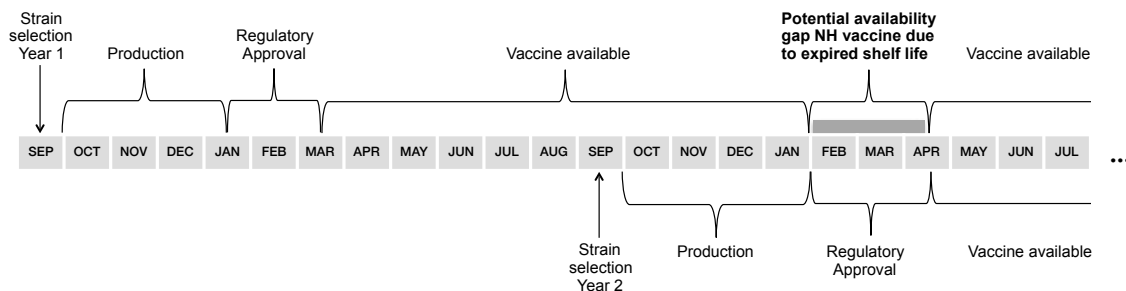 Strain
selection
Year 1
Production
Regulatory
Approval
Vaccine available
Potential availability
gap NH vaccine due
to expired shelf life
Vaccine available
SEP OCT NOV DEC JAN FEB MAR APR MAY JUN JUL AUG SEP OCT NOV DEC JAN FEB MAR APR MAY JUN JUL ...
Strain
selection
Year 2
Production
Regulatory
Approval
Vaccine available